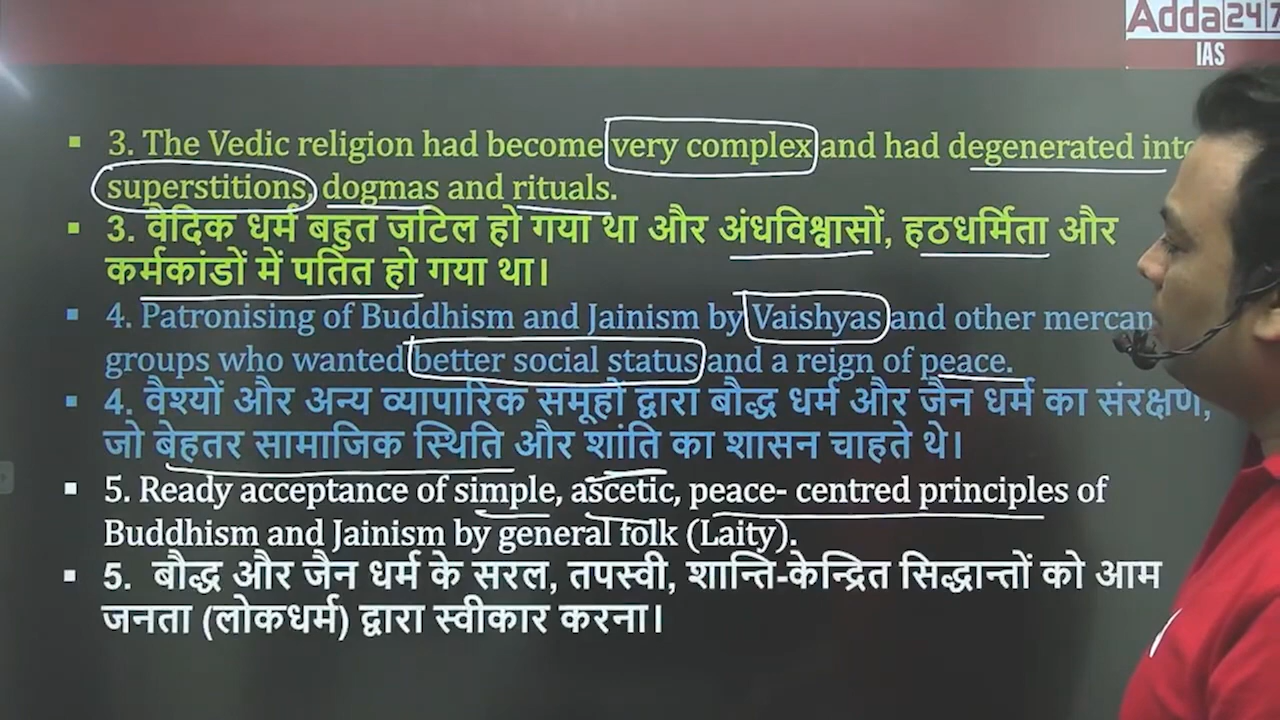 Adda247
IAS
▪ 3. The Vedic religion had become very complex and had degenerated into
superstitions, dogmas and rituals.
▪ 3. वैदिक धर्म बहुत जटिल हो गया था और अंधविश्वासों, हठधर्मिता और
कर्मकांडों में पतित हो गया था।
▪ 4. Patronising of Buddhism and Jainism by Vaishyas and other mercan
groups who wanted better social status and a reign of peace.
▪ 4. वैश्यों और अन्य व्यापारिक समूहों द्वारा बौद्ध धर्म और जैन धर्म का संरक्षण,
जो बेहतर सामाजिक स्थिति और शांति का शासन चाहते थे।
▪ 5. Ready acceptance of simple, ascetic, peace- centred principles of
Buddhism and Jainism by general folk (Laity).
▪ 5. बौद्ध और जैन धर्म के सरल, तपस्वी, शान्ति-केन्द्रित सिद्धान्तों को आम
जनता (लोकधर्म) द्वारा स्वीकार करना।